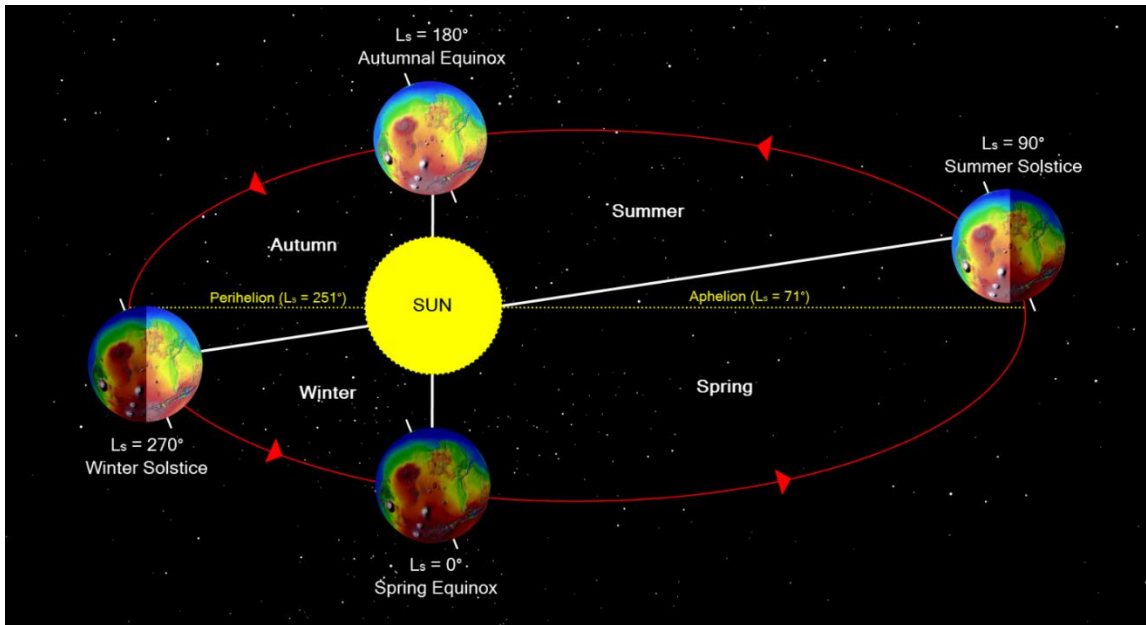 Lₛ = 180°
Autumnal Equinox
Lₛ = 90°
Summer Solstice
Summer
Autumn
Perihelion (Lₛ = 251°)
SUN
Aphelion (Lₛ = 71°)
Winter
Spring
Lₛ = 270°
Winter Solstice
Lₛ = 0°
Spring Equinox